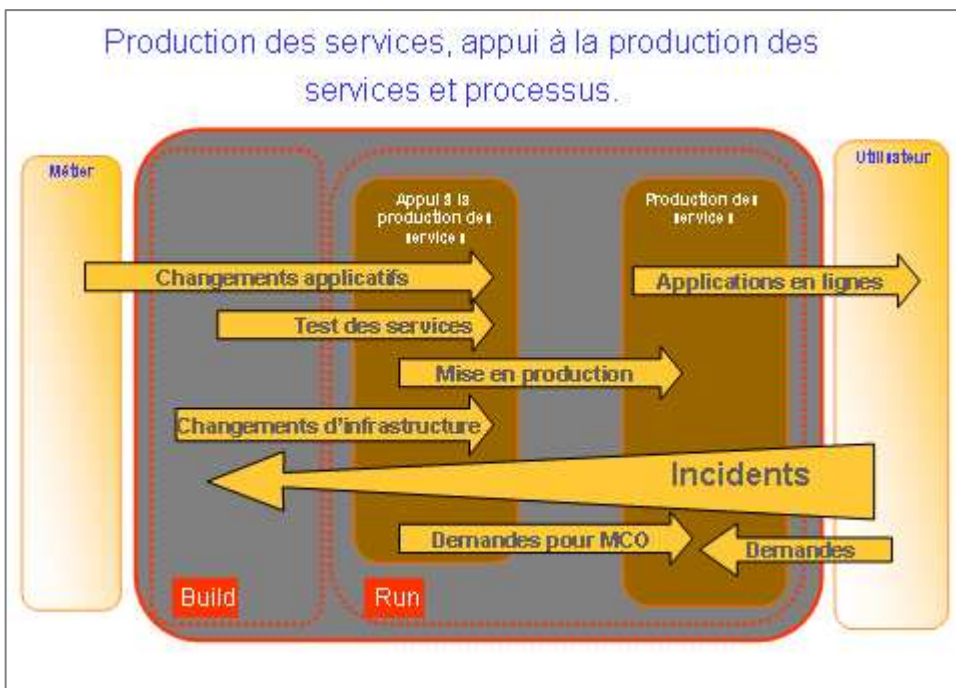 Production des services, appui à la production des
services et processus.
Métier
Utilisateur
Appui à la
production des
services
Production des
services
Changements applicatifs
Applications en lignes
Test des services
Mise en production
Changements d'infrastructure
Incidents
Demandes pour MCO
Demandes
Build
Run